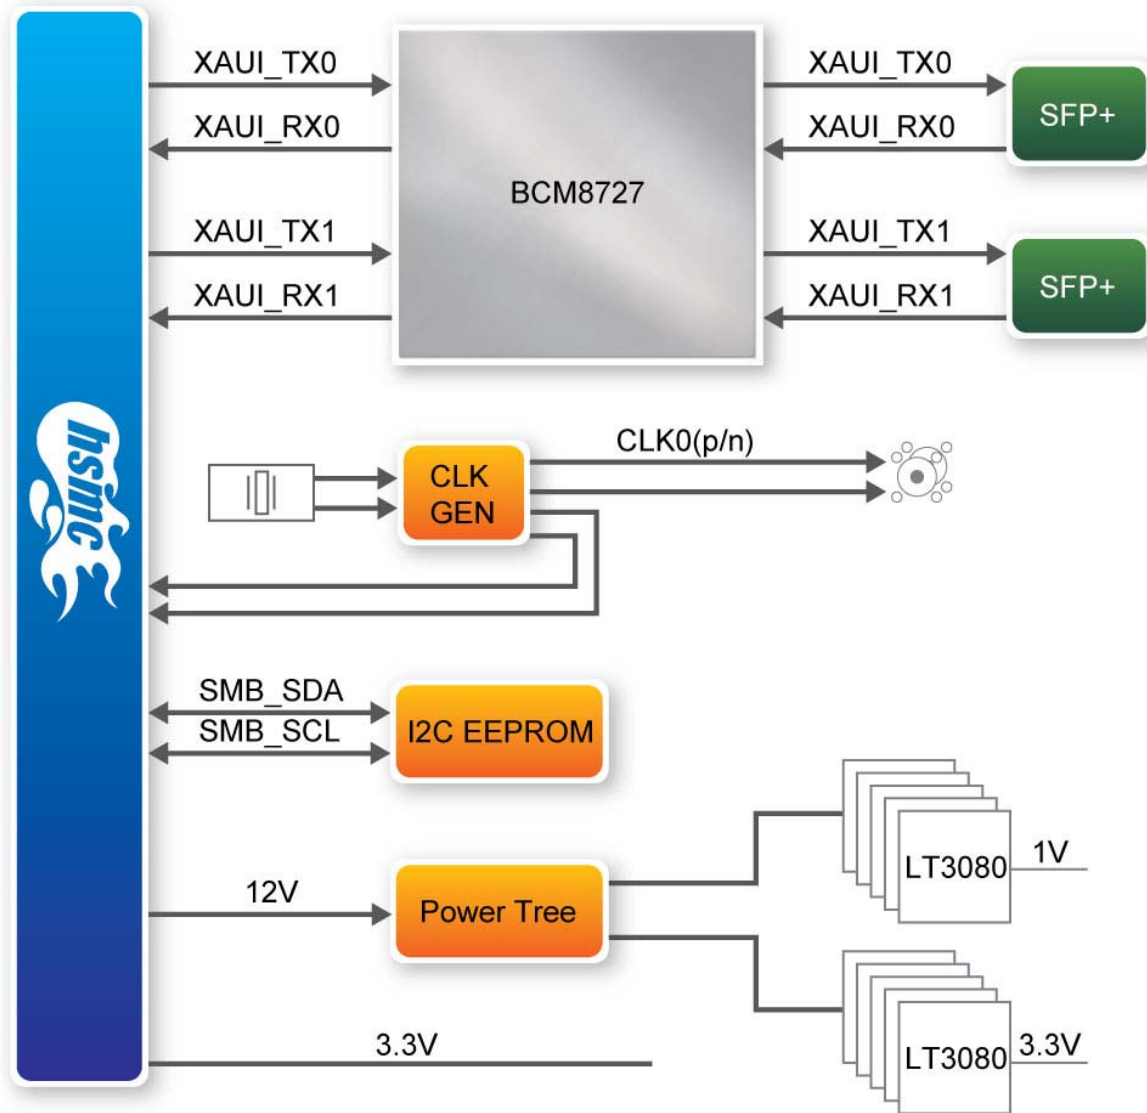 XAUI_TX0
XAUI_TX0
SFP+
XAUI_RX0
XAUI_RX0
BCM8727
XAUI_TX1
XAUI_TX1
SFP+
XAUI_RX1
XAUI_RX1
hsmc
CLK0(p/n)
CLK
GEN
SMB_SDA
SMB_SCL
I2C EEPROM
12V
Power Tree
LT3080
1V
3.3V
LT3080
3.3V